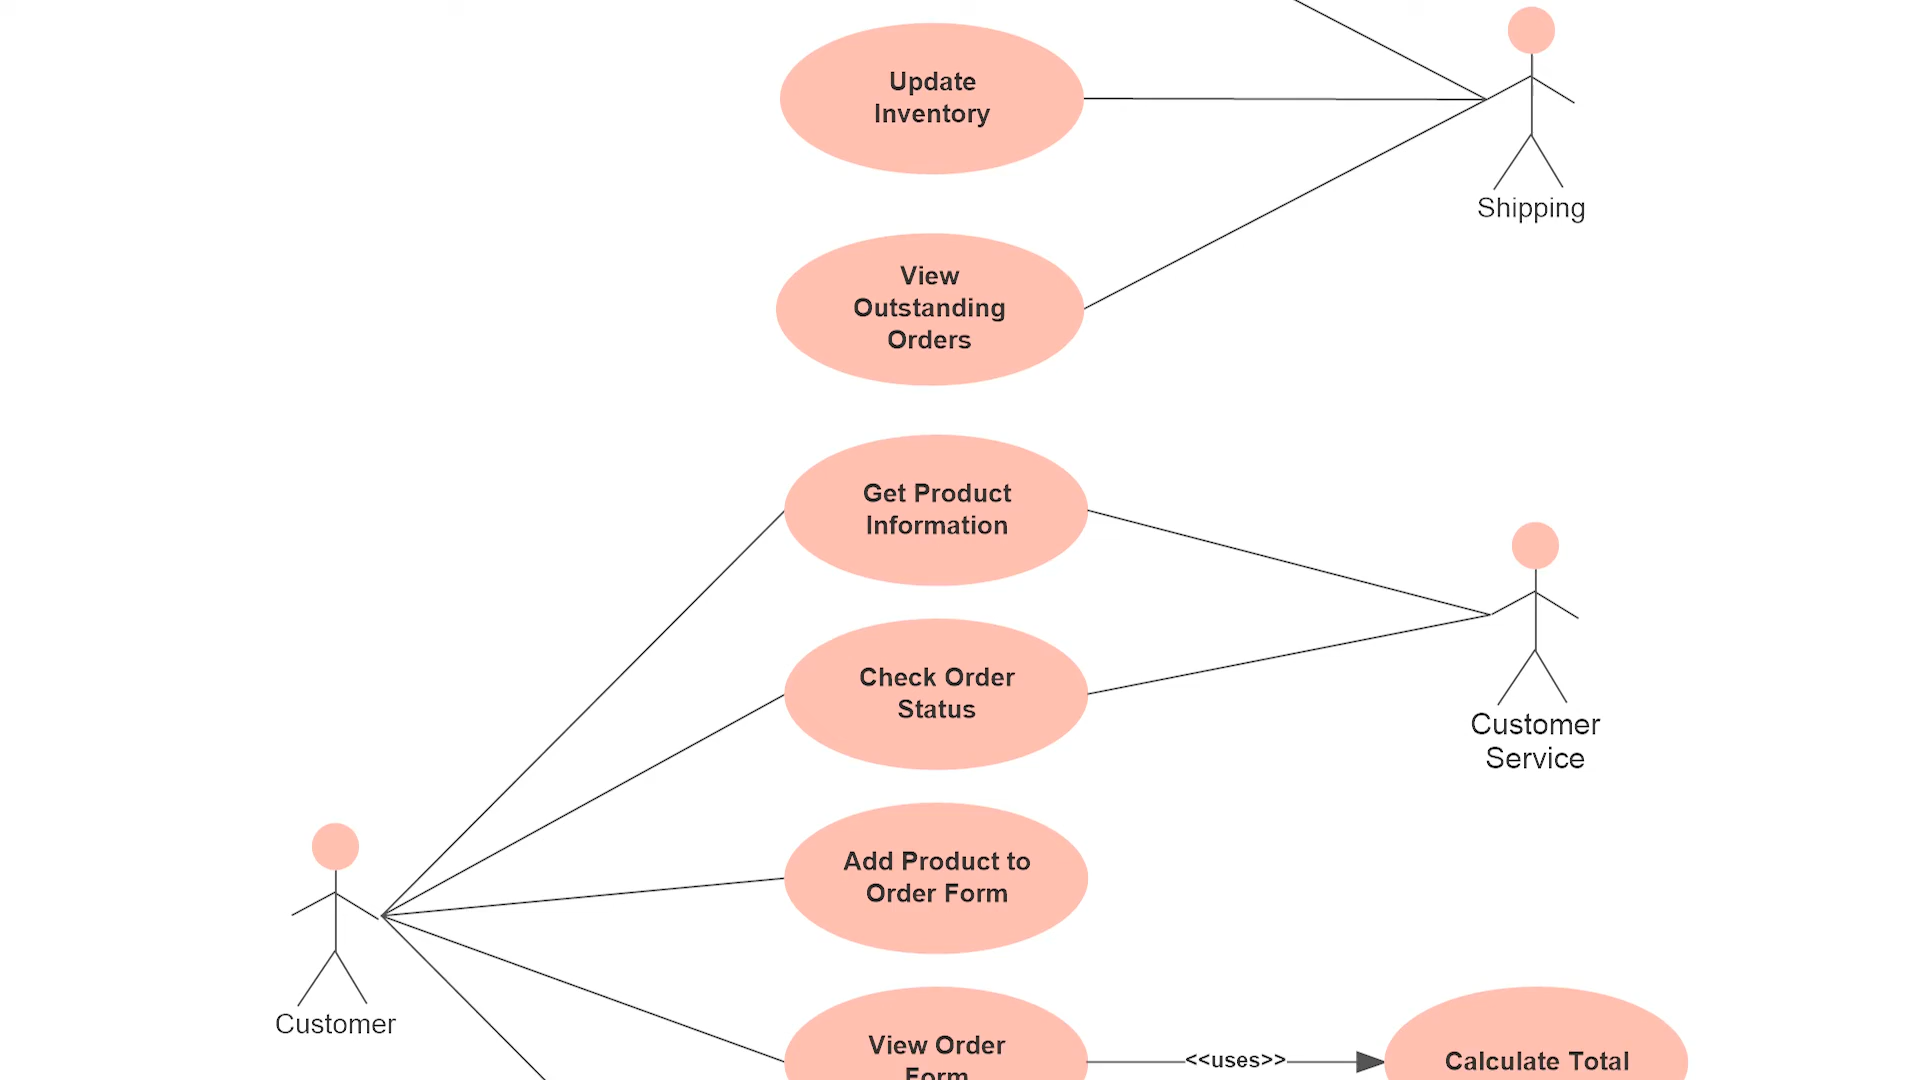 Update
Inventory
Shipping
View
Outstanding
Orders
Get Product
Information
Check Order
Status
Customer
Service
Add Product to
Order Form
Customer
View Order
Form
<<uses>>
Calculate Total